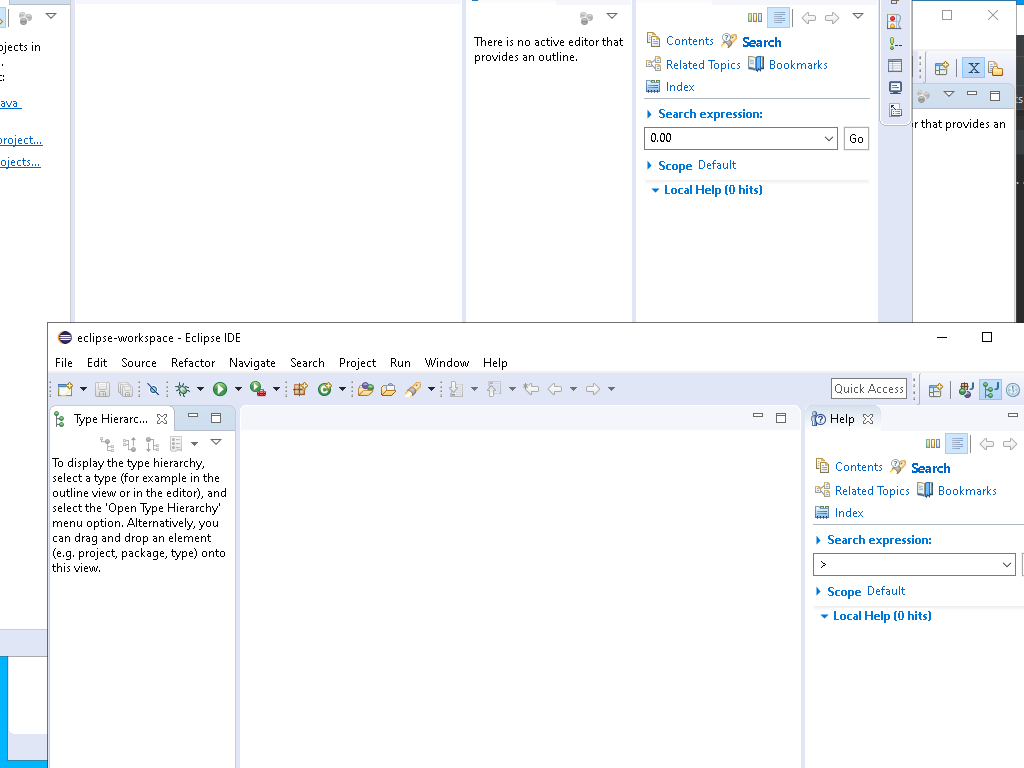 ojects in
ava
project...
ojects...
There is no active editor that
provides an outline.
Contents Search
Related Topics Bookmarks
Index
Search expression:
0.00 Go
Scope Default
Local Help (0 hits)
X
or that provides an
eclipse-workspace - Eclipse IDE
File Edit Source Refactor Navigate Search Project Run Window Help
Quick Access
Type Hierarc...
To display the type hierarchy,
select a type (for example in the
outline view or in the editor), and
select the 'Open Type Hierarchy'
menu option. Alternatively, you
can drag and drop an element
(e.g. project, package, type) onto
this view.
Help
Contents Search
Related Topics Bookmarks
Index
Search expression:
>
Scope Default
Local Help (0 hits)